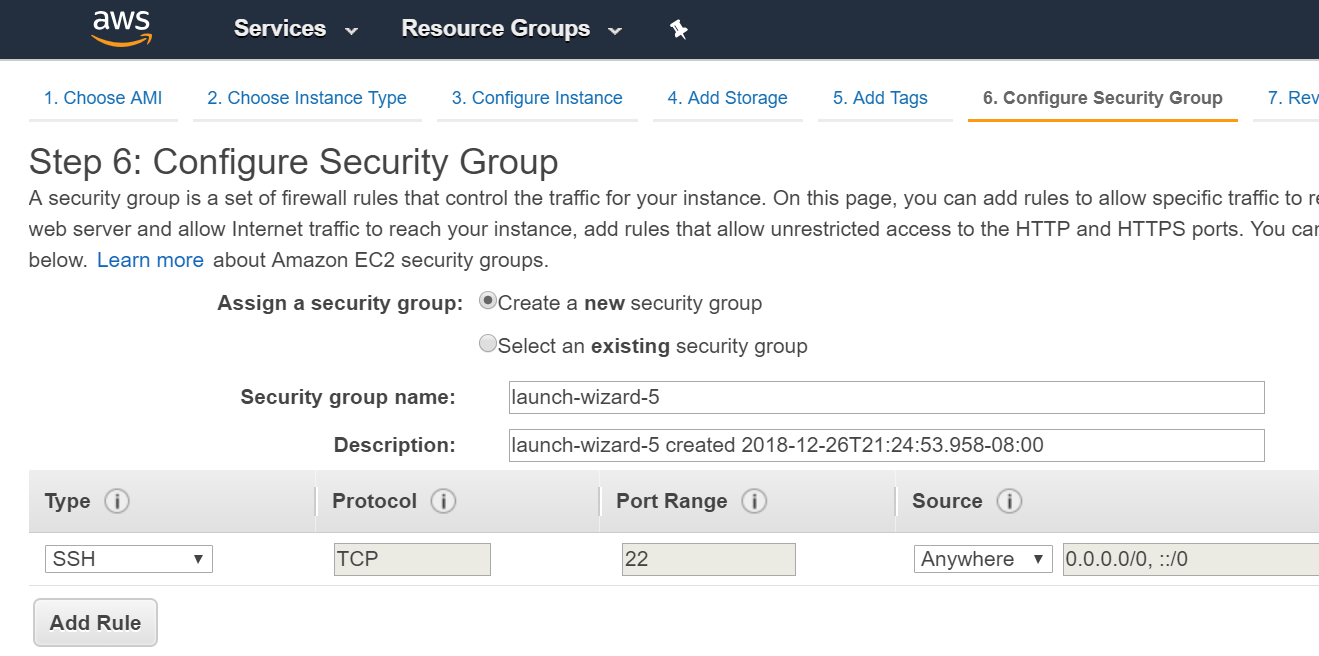 aws Services Resource Groups
1. Choose AMI 2. Choose Instance Type 3. Configure Instance 4. Add Storage 5. Add Tags 6. Configure Security Group 7. Rev
Step 6: Configure Security Group
A security group is a set of firewall rules that control the traffic for your instance. On this page, you can add rules to allow specific traffic to re
web server and allow Internet traffic to reach your instance, add rules that allow unrestricted access to the HTTP and HTTPS ports. You can
below. Learn more about Amazon EC2 security groups.
Assign a security group: Create a new security group
Select an existing security group
Security group name: launch-wizard-5
Description: launch-wizard-5 created 2018-12-26T21:24:53.958-08:00
Type i Protocol i Port Range i Source i
SSH TCP 22 Anywhere 0.0.0.0/0, ::/0
Add Rule